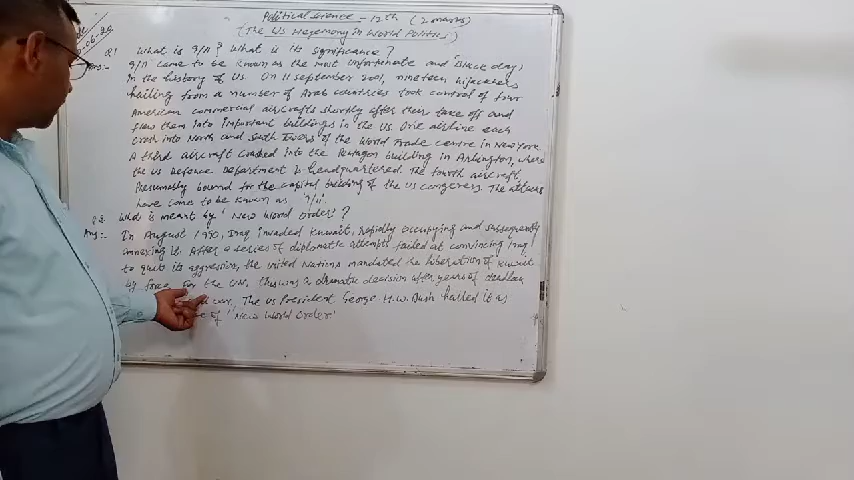 Political Science - 12th (2 marks)
(The US Hegemony in World Politics)
Q1 What is 9/11? What is its significance?
Ans:- 9/11 came to be known as the most unfortunate and 'Black day'
in the history of US. On 11 September 2001, nineteen hijackers
hailing from a number of Arab countries took control of four
American commercial aircrafts shortly after their take off and
flew them into important buildings in the US. One airline each
crash into North and South Towers of the World Trade centre in New York
A third aircraft crashed into the Pentagon building in Arlington, where
the US Defence Department is headquartered. The fourth aircraft
Presumably bound for the capital building of the US congress. The attacks
have come to be known as '9/11'.
Q2. What is meant by 'New World Order'?
Ans:- In August 1990, Iraq invaded Kuwait, rapidly occupying and subsequently
annexing it. After a series of diplomatic attempts failed at convincing Iraq
to quit its aggression, the United Nations mandated the liberation of Kuwait
by force. For the UN. this was a dramatic decision after years of deadlock
war. The US President George H.W. Bush hailed it as
of 'New World Order'